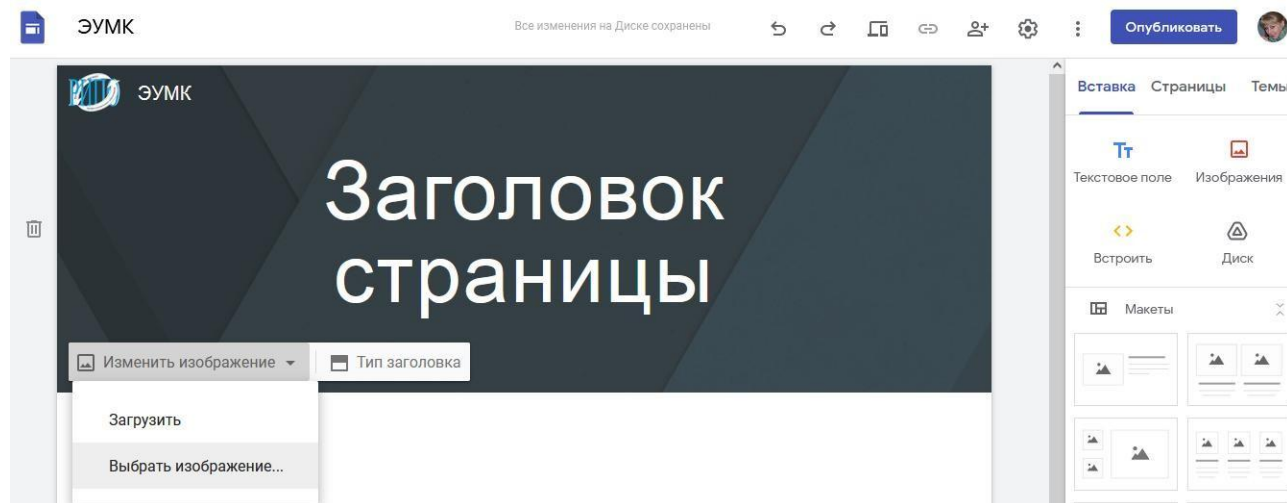 ЭУМК
Все изменения на Диске сохранены
Опубликовать
ЭУМК
Вставка Страницы Темы
Заголовок
страницы
Текстовое поле Изображения
Встроить Диск
Макеты
Изменить изображение Тип заголовка
Загрузить
Выбрать изображение...